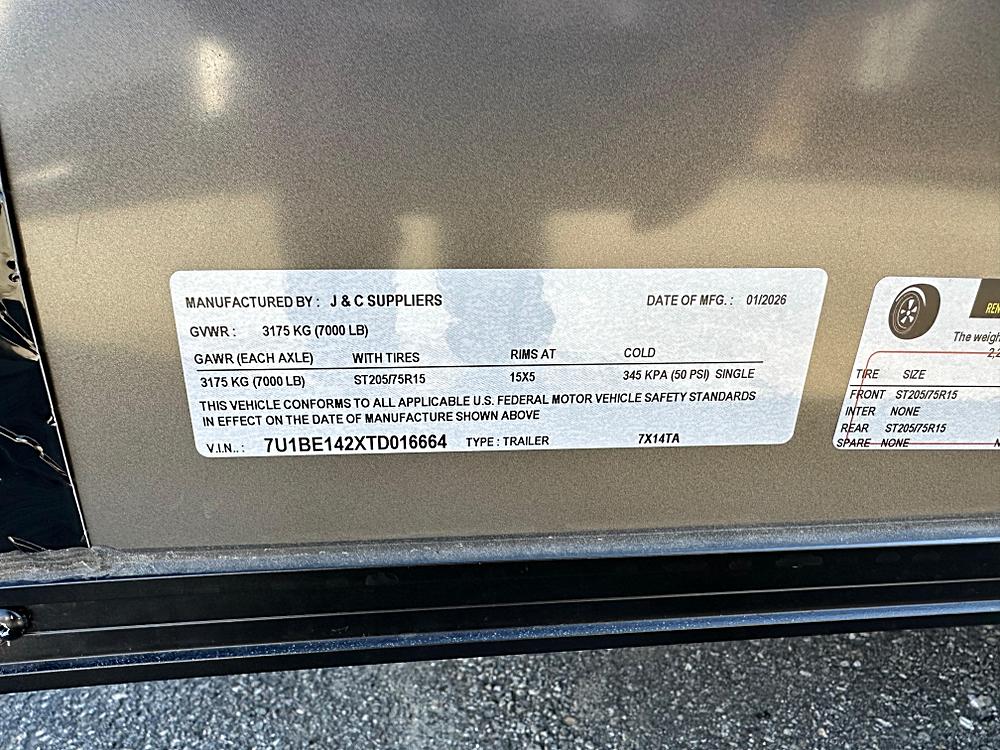 MANUFACTURED BY : J & C SUPPLIERS DATE OF MFG. : 01/2026
GVWR : 3175 KG (7000 LB)
GAWR (EACH AXLE) WITH TIRES RIMS AT COLD
3175 KG (7000 LB) ST205/75R15 15X5 345 KPA (50 PSI) SINGLE
THIS VEHICLE CONFORMS TO ALL APPLICABLE U.S. FEDERAL MOTOR VEHICLE SAFETY STANDARDS
IN EFFECT ON THE DATE OF MANUFACTURE SHOWN ABOVE
V.I.N.. : 7U1BE142XTD016664 TYPE : TRAILER 7X14TA
The
TIRE SIZE
FRONT ST205/75R15
INTER NONE
REAR ST205/75R15
SPARE NONE